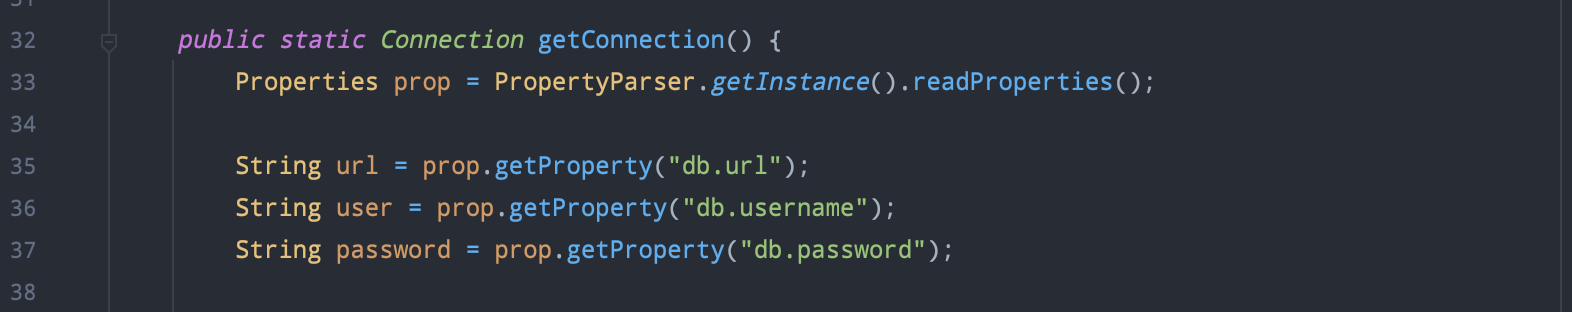 31
32 public static Connection getConnection() {
33 Properties prop = PropertyParser.getInstance().readProperties();
34
35 String url = prop.getProperty("db.url");
36 String user = prop.getProperty("db.username");
37 String password = prop.getProperty("db.password");
38